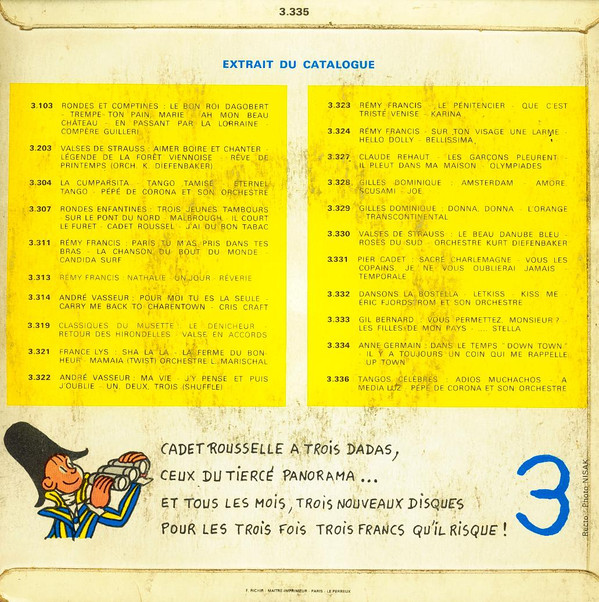 3.335
EXTRAIT DU CATALOGUE
3.103 RONDES ET COMPTINES : LE BON ROI DAGOBERT
- TREMPE TON PAIN, MARIE - AH MON BEAU
CHÂTEAU - EN PASSANT PAR LA LORRAINE
COMPÈRE GUILLERI
3.203 VALSES DE STRAUSS : AIMER BOIRE ET CHANTER -
LÉGENDE DE LA FORÊT VIENNOISE - RÊVE DE
PRINTEMPS (ORCH. K. DIEFENBAKER)
3.304 LA CUMPARSITA - TANGO TAMISÉ - ÉTERNEL
TANGO - PÉPÉ DE CORONA ET SON ORCHESTRE
3.307 RONDES ENFANTINES : TROIS JEUNES TAMBOURS
- SUR LE PONT DU NORD - MALBROUGH - IL COURT
LE FURET - CADET ROUSSEL - J'AI DU BON TABAC
3.311 RÉMY FRANCIS : PARIS TU M'AS PRIS DANS TES
BRAS - LA CHANSON DU BOUT DU MONDE -
CANDIDA SURF
3.313 RÉMY FRANCIS : NATHALIE - ON JOUR - RÊVERIE
3.314 ANDRÉ VASSEUR : POUR MOI TU ES LA SEULE -
CARRY ME BACK TO CHARENTOWN - CRIS CRAFT
3.319 CLASSIQUES DU MUSETTE : LE DÉNICHEUR -
RETOUR DES HIRONDELLES - VALSE EN ACCORDS
3.321 FRANCE LYS : SHA LA LA - LA FERME DU BON-
HEUR - MAMAIA (TWIST) ORCHESTRE L. MARISCHAL
3.322 ANDRÉ VASSEUR : MA VIE - J'Y PENSE ET PUIS
J'OUBLIE - UN, DEUX, TROIS (SHUFFLE)
3.323 RÉMY FRANCIS : LE PÉNITENCIER - QUE C'EST
TRISTE VENISE - KARINA
3.324 RÉMY FRANCIS - SUR TON VISAGE UNE LARME
HELLO DOLLY - BELLISSIMA
3.327 CLAUDE REHAUT : LES GARÇONS PLEURENT -
IL PLEUT DANS MA MAISON - OLYMPIADES
3.328 GILLES DOMINIQUE : AMSTERDAM - AMORE
SCUSAMI - JOE
3.329 GILLES DOMINIQUE : DONNA, DONNA - L'ORANGE
- TRANSCONTINENTAL
3.330 VALSES DE STRAUSS : LE BEAU DANUBE BLEU -
ROSES DU SUD - ORCHESTRE KURT DIEFENBAKER
3.331 PIER CADET : SACRÉ CHARLEMAGNE - VOUS LES
COPAINS, JE NE VOUS OUBLIERAI JAMAIS -
TEMPORALE
3.332 DANSONS LA BOSTELLA - LETKISS - KISS ME -
ÉRIC FJORDSTROM ET SON ORCHESTRE
3.333 GIL BERNARD : VOUS PERMETTEZ, MONSIEUR ? -
LES FILLES DE MON PAYS - .... STELLA
3.334 ANNE GERMAIN : DANS LE TEMPS "DOWN TOWN" -
IL Y A TOUJOURS UN COIN QUI ME RAPPELLE
UP TOWN
3.336 TANGOS CÉLÈBRES : ADIOS MUCHACHOS - A
MEDIA LUZ - PÉPÉ DE CORONA ET SON ORCHESTRE
CADET ROUSSELLE A TROIS DADAS,
CEUX DU TIERCÉ PANORAMA ...
ET TOUS LES MOIS, TROIS NOUVEAUX DISQUES
POUR LES TROIS FOIS TROIS FRANCS QU'IL RISQUE !
3
Recto - Photo NISAK
MAITRE-IMPRIMEUR - PARIS - LE PERREUX